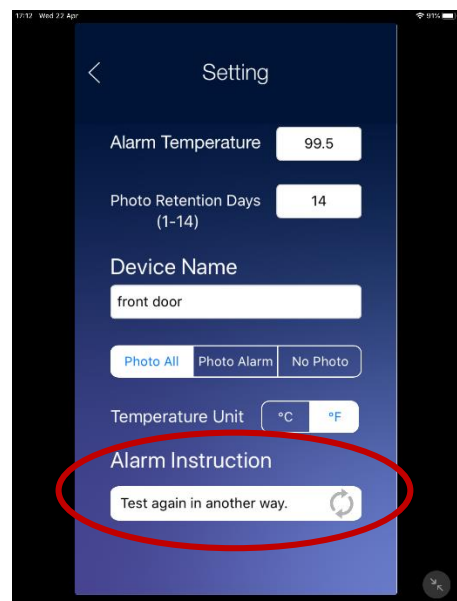 17:12 Wed 22 Apr 91%
Setting
Alarm Temperature 99.5
Photo Retention Days 14
(1-14)
Device Name
front door
Photo All Photo Alarm No Photo
Temperature Unit °C °F
Alarm Instruction
Test again in another way.